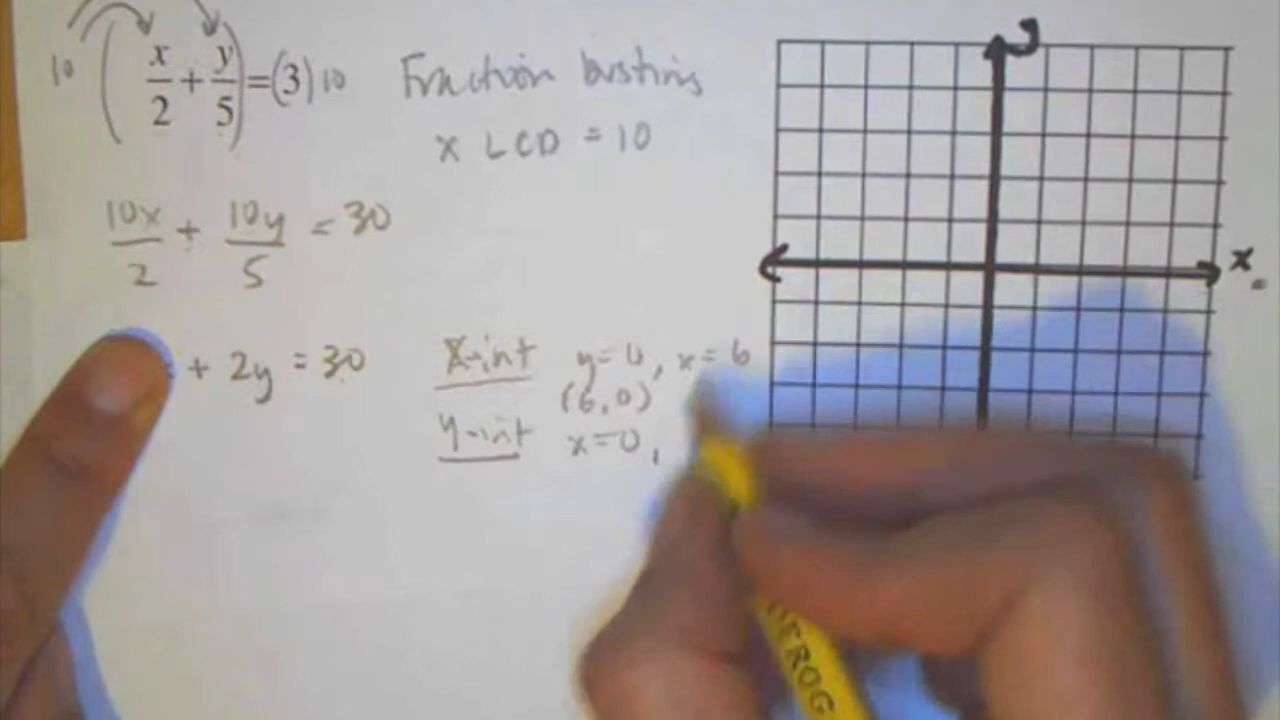 10 ( x/2 + y/5 ) = (3) 10
Fraction busting
x LCD = 10
10x/2 + 10y/5 = 30
+ 2y = 30
X-int y=0, x=6
(6,0)
y-int x=0,
y
x